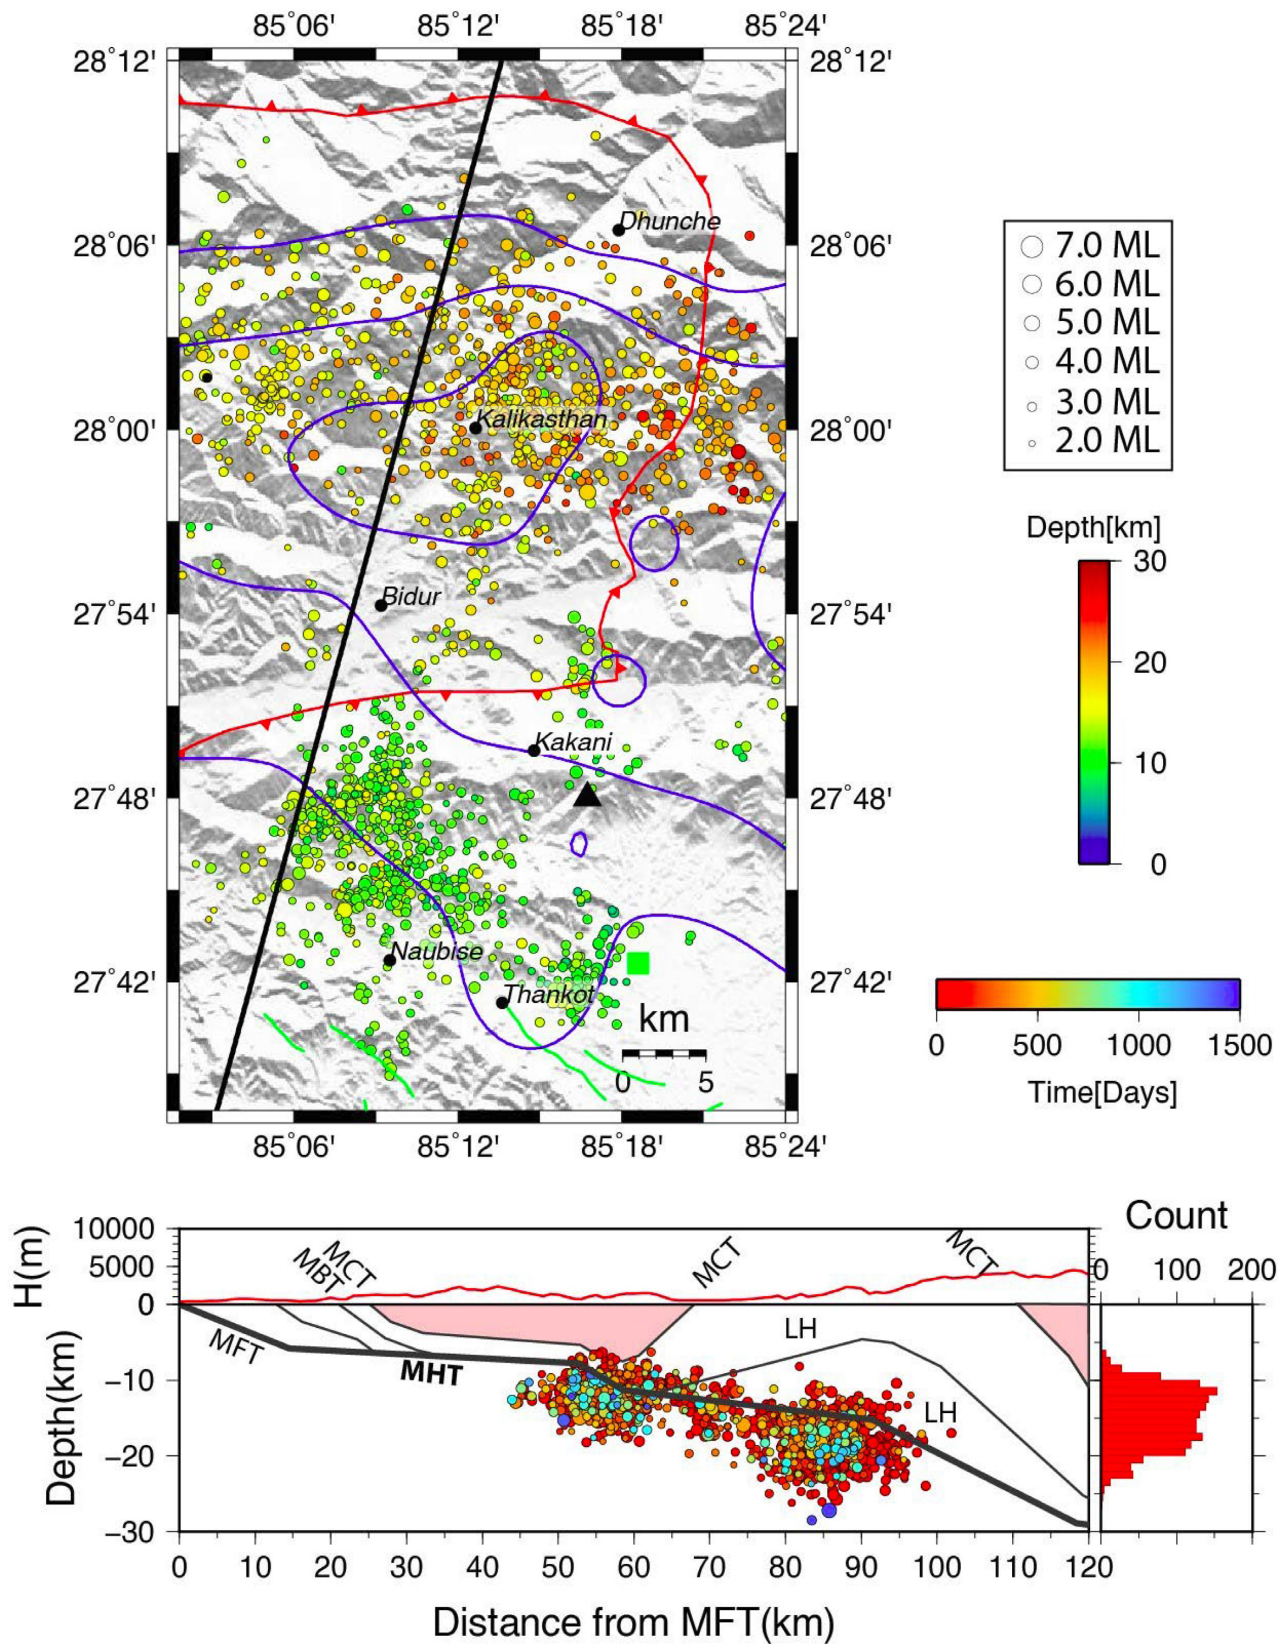 85˚06' 85˚12' 85˚18' 85˚24'
28˚12' 28˚12'
Dhunche
28˚06' 28˚06'
7.0 ML
6.0 ML
5.0 ML
4.0 ML
3.0 ML
2.0 ML
Kalikasthan
28˚00' 28˚00'
Depth[km]
30
20
10
0
Bidur
27˚54' 27˚54'
Kakani
27˚48' 27˚48'
Naubise
27˚42' 27˚42'
Thankot
km
0 5
0 500 1000 1500
Time[Days]
85˚06' 85˚12' 85˚18' 85˚24'
Count
0 100 200
H(m)
10000
5000
0
MBT
MCT
MCT
MCT
LH
MFT
MHT
LH
Depth(km)
−10
−20
−30
0 10 20 30 40 50 60 70 80 90 100 110 120
Distance from MFT(km)